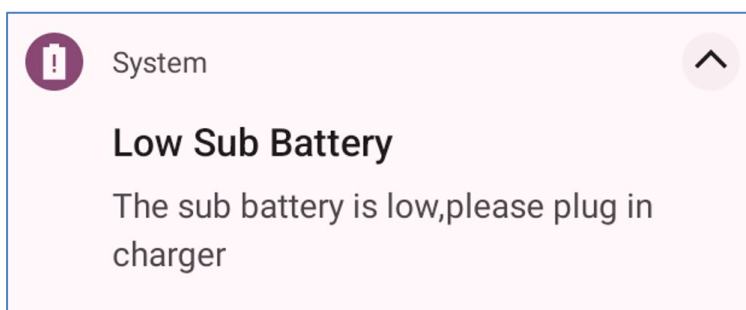 System
Low Sub Battery
The sub battery is low,please plug in
charger